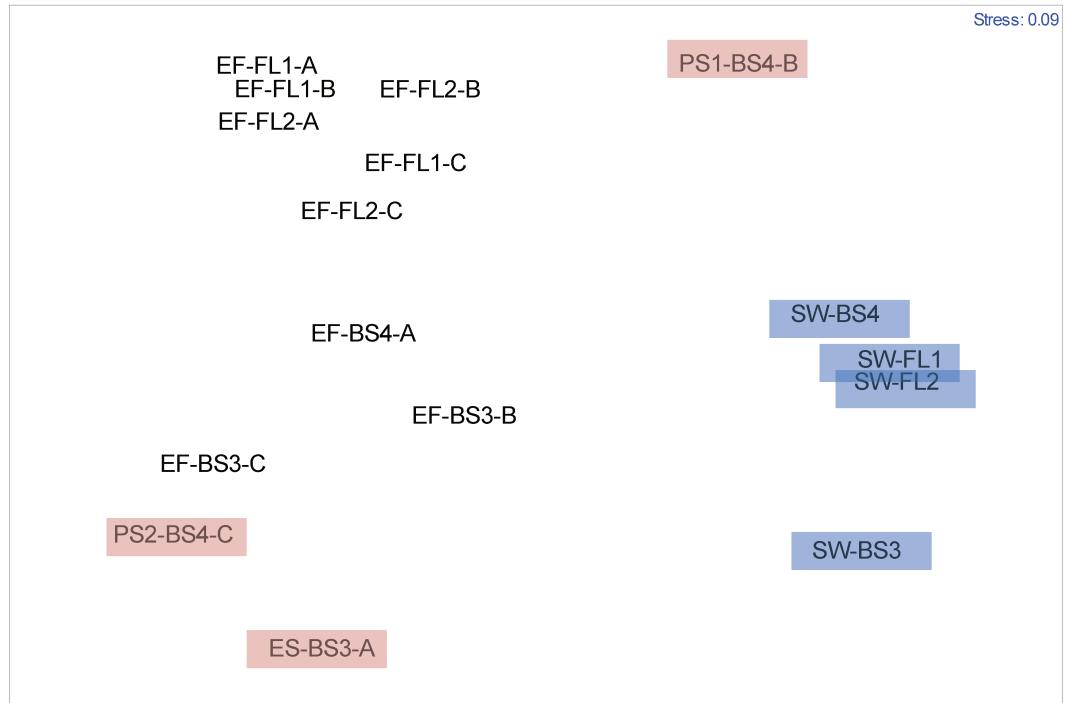 Stress: 0.09
EF-FL1-A
PS1-BS4-B
EF-FL1-B
EF-FL2-B
EF-FL2-A
EF-FL1-C
EF-FL2-C
SW-BS4
EF-BS4-A
SW-FL1
SW-FL2
EF-BS3-B
EF-BS3-C
PS2-BS4-C
SW-BS3
ES-BS3-A